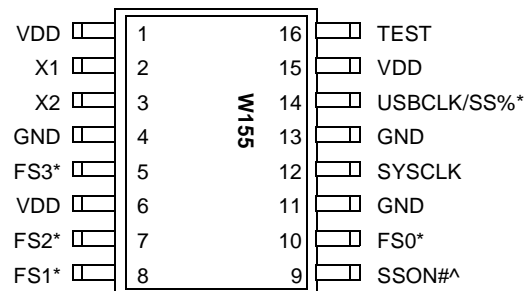 VDD 1 16 TEST
X1 2 15 VDD
X2 3 14 USBCLK/SS%*
GND 4 13 GND
FS3* 5 12 SYSCLK
VDD 6 11 GND
FS2* 7 10 FS0*
FS1* 8 9 SSON#^
W155